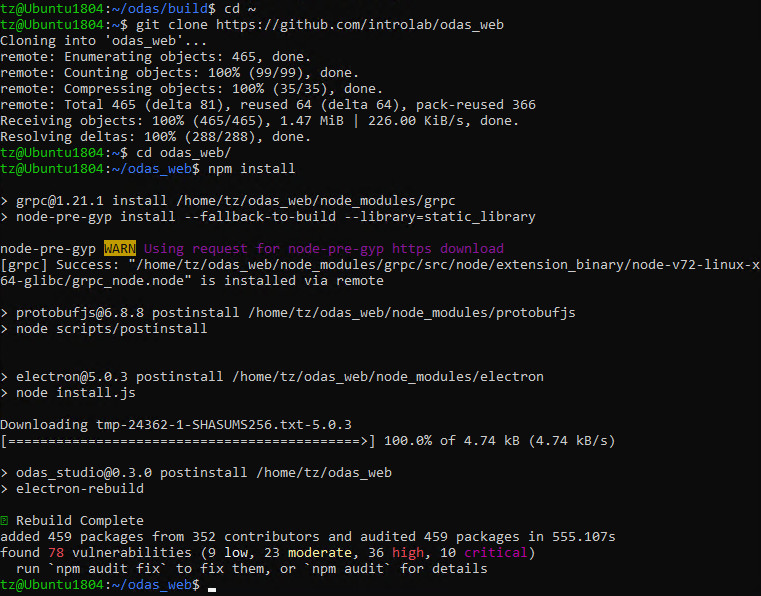 tz@Ubuntu1804:~/odas/build$ cd ~
tz@Ubuntu1804:~$ git clone https://github.com/introlab/odas_web
Cloning into 'odas_web'...
remote: Enumerating objects: 465, done.
remote: Counting objects: 100% (99/99), done.
remote: Compressing objects: 100% (35/35), done.
remote: Total 465 (delta 81), reused 64 (delta 64), pack-reused 366
Receiving objects: 100% (465/465), 1.47 MiB | 226.00 KiB/s, done.
Resolving deltas: 100% (288/288), done.
tz@Ubuntu1804:~$ cd odas_web/
tz@Ubuntu1804:~/odas_web$ npm install

> grpc@1.21.1 install /home/tz/odas_web/node_modules/grpc
> node-pre-gyp install --fallback-to-build --library=static_library

node-pre-gyp WARN Using request for node-pre-gyp https download
[grpc] Success: "/home/tz/odas_web/node_modules/grpc/src/node/extension_binary/node-v72-linux-x
64-glibc/grpc_node.node" is installed via remote

> protobufjs@6.8.8 postinstall /home/tz/odas_web/node_modules/protobufjs
> node scripts/postinstall

> electron@5.0.3 postinstall /home/tz/odas_web/node_modules/electron
> node install.js

Downloading tmp-24362-1-SHASUMS256.txt-5.0.3
[============================================>] 100.0% of 4.74 kB (4.74 kB/s)

> odas_studio@0.3.0 postinstall /home/tz/odas_web
> electron-rebuild

Rebuild Complete
added 459 packages from 352 contributors and audited 459 packages in 555.107s
found 78 vulnerabilities (9 low, 23 moderate, 36 high, 10 critical)
  run `npm audit fix` to fix them, or `npm audit` for details
tz@Ubuntu1804:~/odas_web$